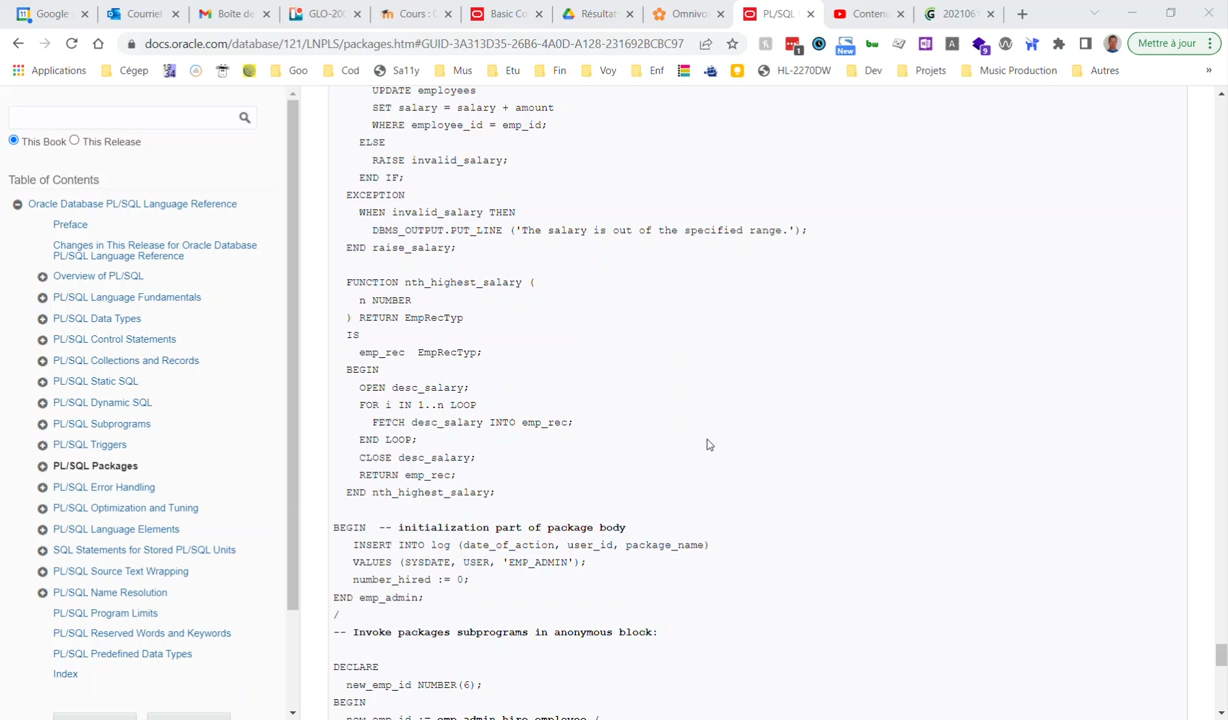 Google
Courriel
Boîte de
GLO-200
Cours : 0
Basic Co
Résultats
Omnivo
PL/SQL
Contenu
2021061
docs.oracle.com/database/121/LNPLS/packages.htm#GUID-3A313D35-26B6-4A0D-A128-231692BCBC97
New
Mettre à jour
Applications
Cégep
Goo
Cod
Sa11y
Mus
Etu
Fin
Voy
Enf
HL-2270DW
Dev
Projets
Music Production
Autres
»
This Book
This Release
Table of Contents
Oracle Database PL/SQL Language Reference
Preface
Changes in This Release for Oracle Database
PL/SQL Language Reference
Overview of PL/SQL
PL/SQL Language Fundamentals
PL/SQL Data Types
PL/SQL Control Statements
PL/SQL Collections and Records
PL/SQL Static SQL
PL/SQL Dynamic SQL
PL/SQL Subprograms
PL/SQL Triggers
PL/SQL Packages
PL/SQL Error Handling
PL/SQL Optimization and Tuning
PL/SQL Language Elements
SQL Statements for Stored PL/SQL Units
PL/SQL Source Text Wrapping
PL/SQL Name Resolution
PL/SQL Program Limits
PL/SQL Reserved Words and Keywords
PL/SQL Predefined Data Types
Index
UPDATE employees
SET salary = salary + amount
WHERE employee_id = emp_id;
ELSE
RAISE invalid_salary;
END IF;
EXCEPTION
WHEN invalid_salary THEN
DBMS_OUTPUT.PUT_LINE ('The salary is out of the specified range.');
END raise_salary;
FUNCTION nth_highest_salary (
n NUMBER
) RETURN EmpRecTyp
IS
emp_rec  EmpRecTyp;
BEGIN
OPEN desc_salary;
FOR i IN 1..n LOOP
FETCH desc_salary INTO emp_rec;
END LOOP;
CLOSE desc_salary;
RETURN emp_rec;
END nth_highest_salary;
BEGIN  -- initialization part of package body
INSERT INTO log (date_of_action, user_id, package_name)
VALUES (SYSDATE, USER, 'EMP_ADMIN');
number_hired := 0;
END emp_admin;
/
-- Invoke packages subprograms in anonymous block:
DECLARE
new_emp_id NUMBER(6);
BEGIN
new_emp_id := emp_admin.hire_employee (